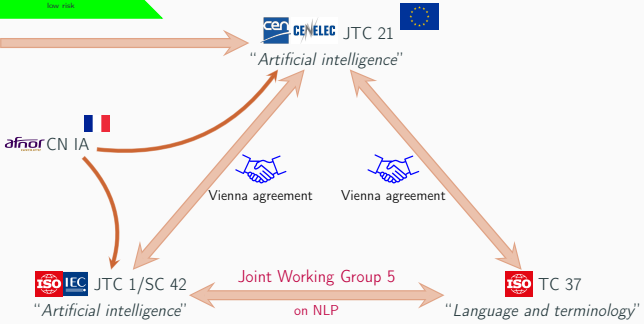 low risk
cen CENELEC JTC 21
“Artificial intelligence”
afnor CN IA
Vienna agreement
Vienna agreement
ISO IEC JTC 1/SC 42
“Artificial intelligence”
Joint Working Group 5
on NLP
ISO TC 37
“Language and terminology”